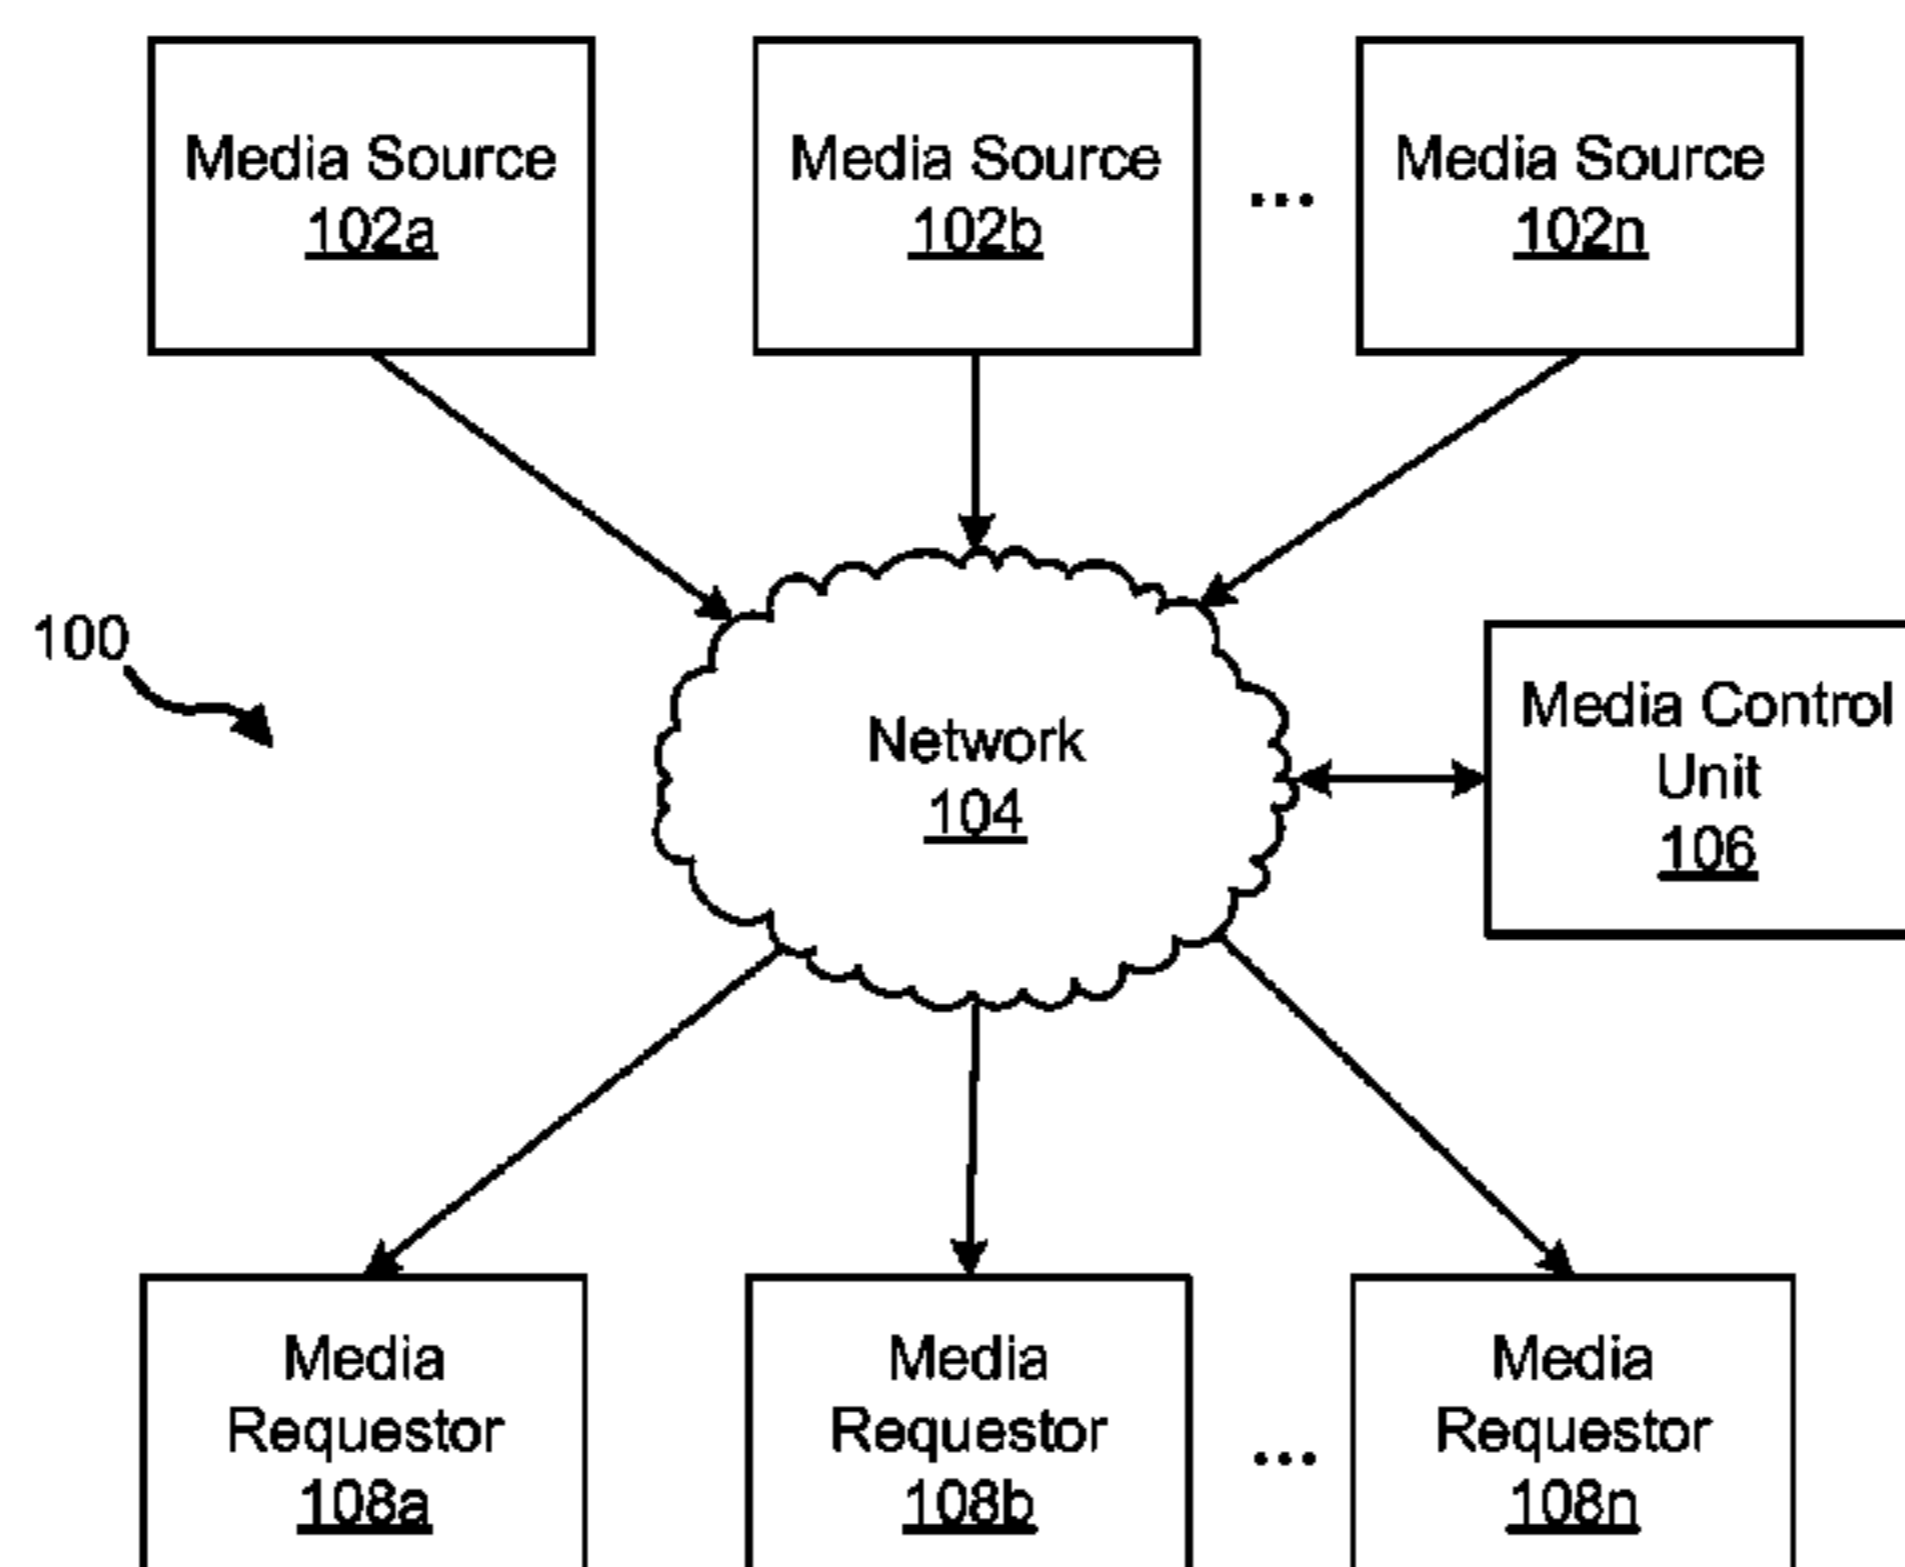 Media Source
102a
Media Source
102b
...
Media Source
102n
100
Network
104
Media Control
Unit
106
Media
Requestor
108a
Media
Requestor
108b
...
Media
Requestor
108n